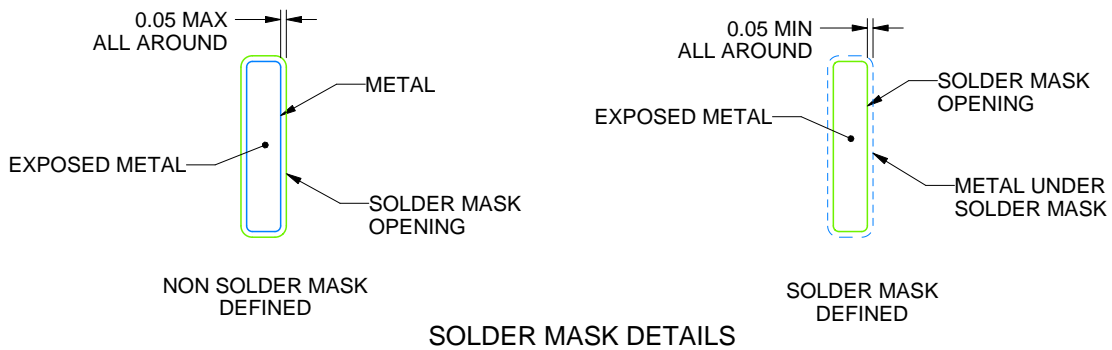 0.05 MAX
ALL AROUND
METAL
EXPOSED METAL
SOLDER MASK
OPENING
NON SOLDER MASK
DEFINED
0.05 MIN
ALL AROUND
SOLDER MASK
OPENING
EXPOSED METAL
METAL UNDER
SOLDER MASK
SOLDER MASK
DEFINED
SOLDER MASK DETAILS